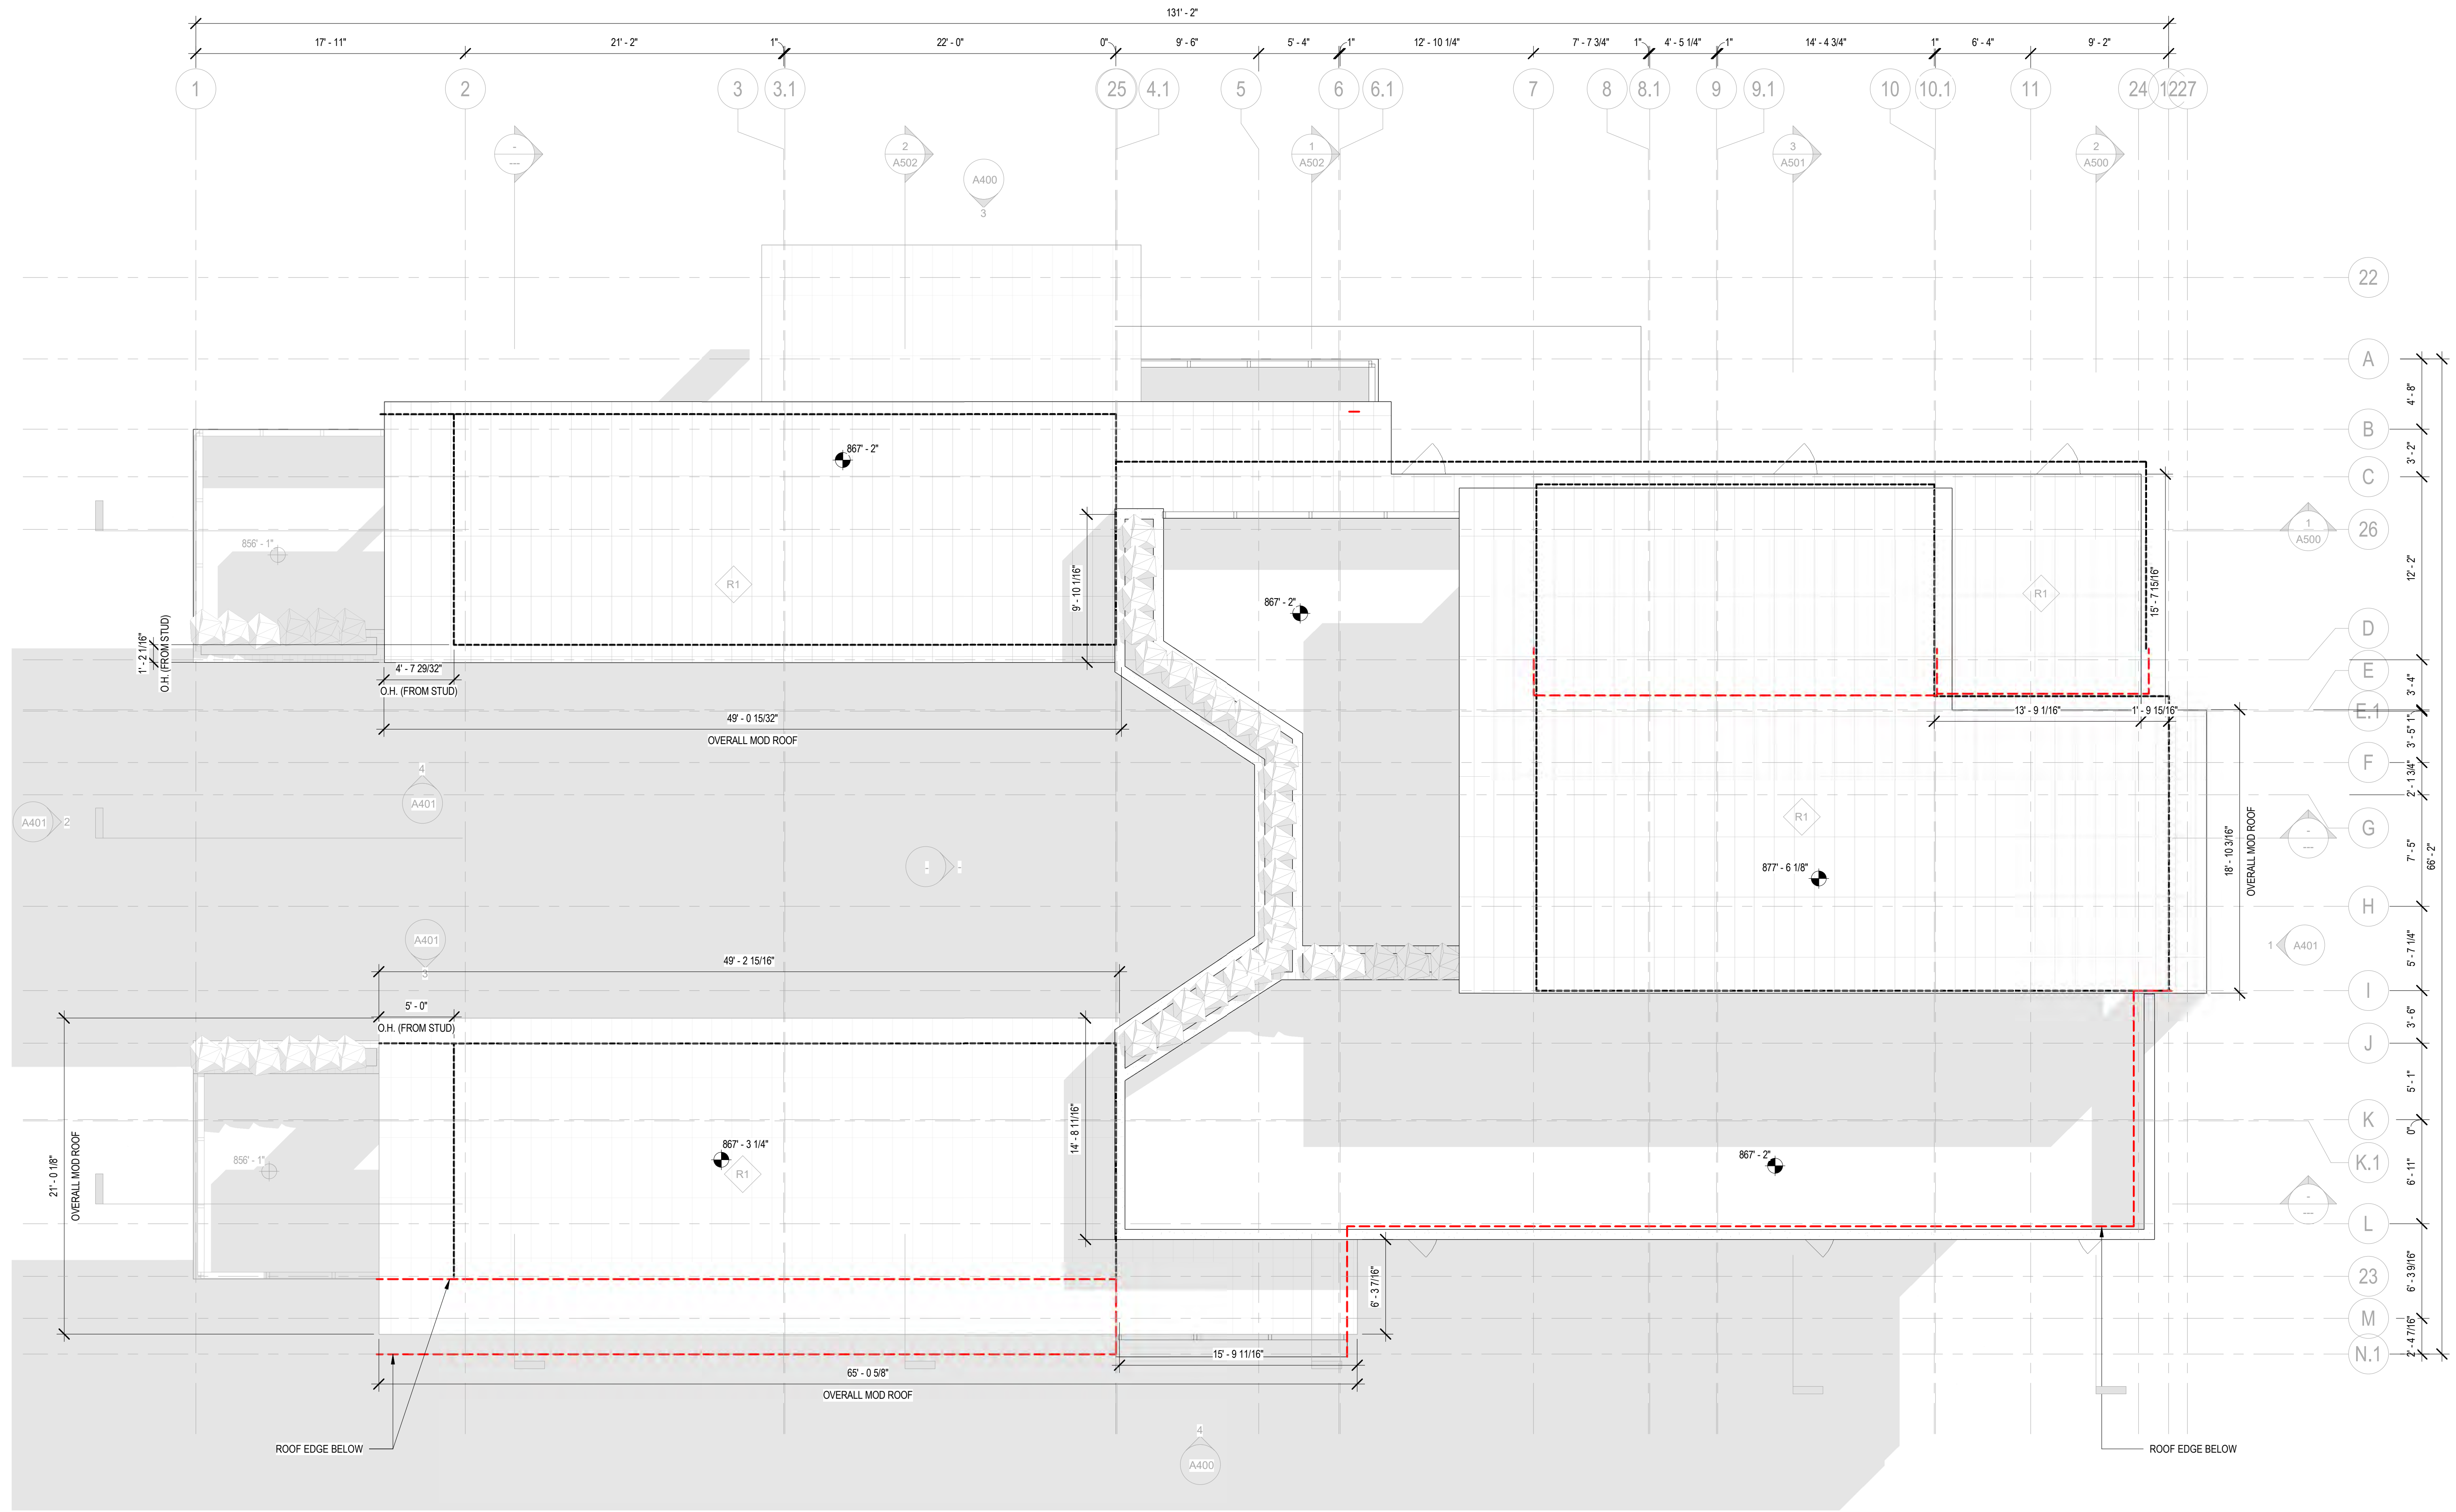 131' - 2"
17' - 11"
21' - 2"
1"
22' - 0"
0"
9' - 6"
5' - 4"
1"
12' - 10 1/4"
7' - 7 3/4"
1"
4' - 5 1/4"
1"
14' - 4 3/4"
1"
6' - 4"
9' - 2"
1
2
3
3.1
25
4.1
5
6
6.1
7
8
8.1
9
9.1
10
10.1
11
24
12
27
-
---
2
A502
A400
3
1
A502
3
A501
2
A500
22
A
4' - 8"
B
3' - 2"
C
867' - 2"
26
1
A500
856' - 1"
12' - 2"
R1
9' - 10 1/16"
867' - 2"
R1
15' - 7 15/16"
D
1' - 2 1/16"
O.H. (FROM STUD)
4' - 7 29/32"
O.H. (FROM STUD)
E
3' - 4"
49' - 0 15/32"
OVERALL MOD ROOF
13' - 9 1/16"
1' - 9 15/16"
E.1
1"
3' - 5"
F
2' - 1 3/4"
4
A401
A401
2
G
R1
-
---
877' - 6 1/8"
18' - 10 3/16"
OVERALL MOD ROOF
7' - 5"
66' - 2"
-
-
H
A401
3
1
A401
5' - 7 1/4"
49' - 2 15/16"
I
5' - 0"
O.H. (FROM STUD)
3' - 6"
J
5' - 1"
K
0"
14' - 8 11/16"
867' - 3 1/4"
R1
856' - 1"
867' - 2"
K.1
21' - 0 1/8"
OVERALL MOD ROOF
6' - 11"
-
---
L
6' - 3 7/16"
23
6' - 3 9/16"
M
2' - 4 7/16"
N.1
15' - 9 11/16"
65' - 0 5/8"
OVERALL MOD ROOF
ROOF EDGE BELOW
4
A400
ROOF EDGE BELOW